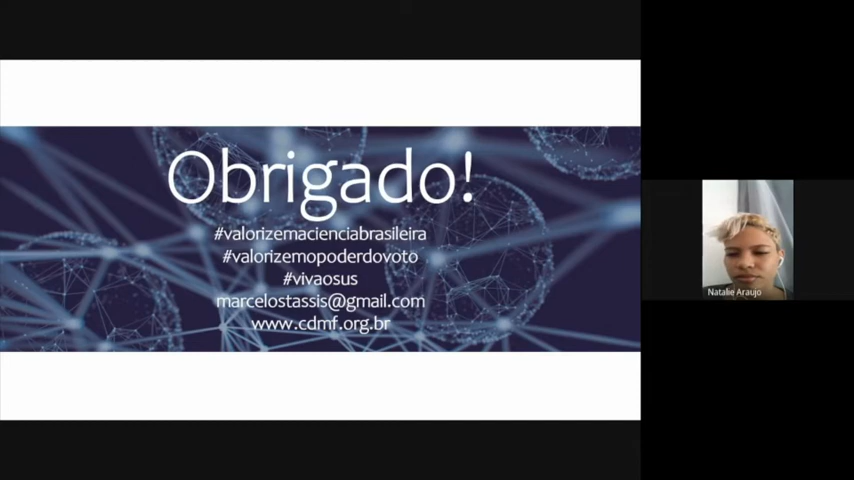 Obrigado!
#valorizemacienciabrasileira
#valorizemopoderdovoto
#vivaosus
marcelostassis@gmail.com
www.cdmf.org.br
Natalie Araujo